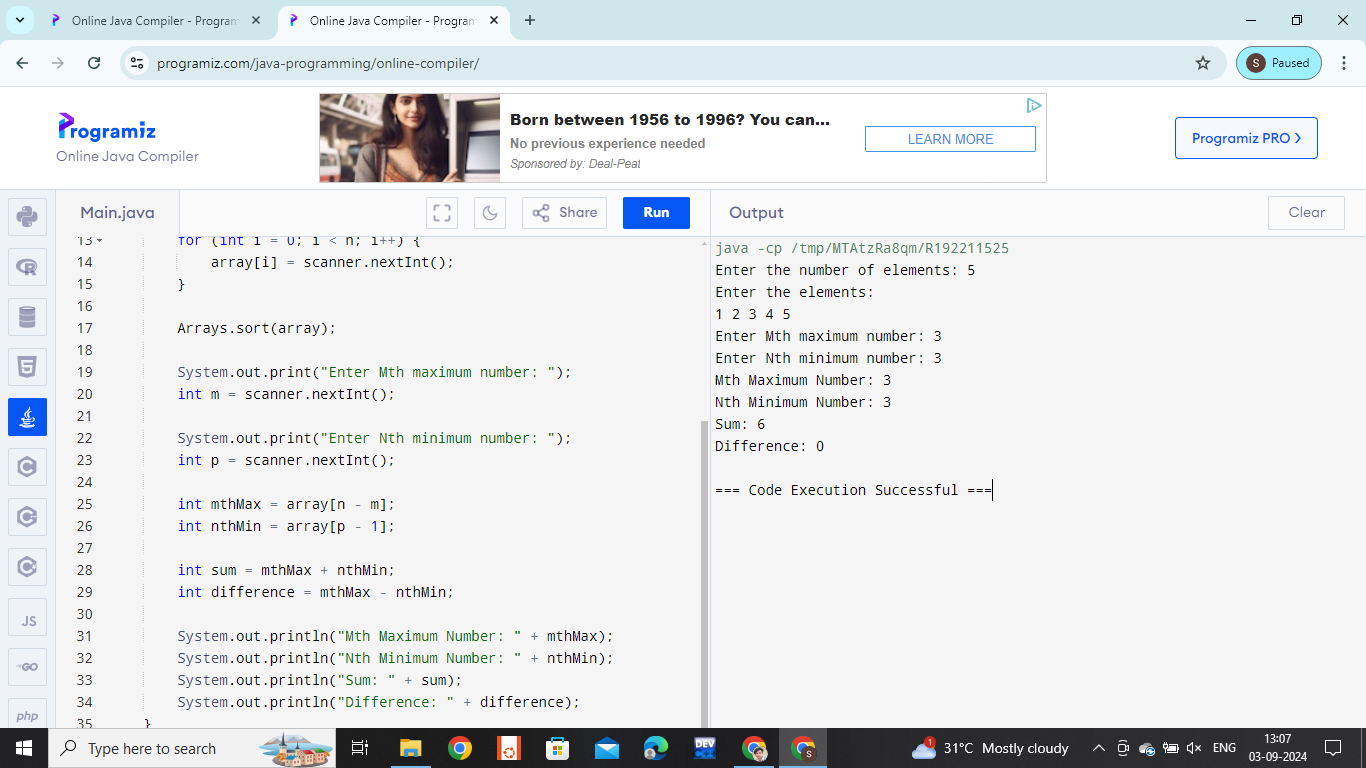 Online Java Compiler - Program
Online Java Compiler - Program
programiz.com/java-programming/online-compiler/
S
Paused
Programiz
Online Java Compiler
Born between 1956 to 1996? You can...
No previous experience needed
Sponsored by: Deal-Peat
LEARN MORE
Programiz PRO >
Main.java
Share
Run
Output
Clear
13 for (int i = 0; i < n; i++) {
14 array[i] = scanner.nextInt();
15 }
16
17 Arrays.sort(array);
18
19 System.out.print("Enter Mth maximum number: ");
20 int m = scanner.nextInt();
21
22 System.out.print("Enter Nth minimum number: ");
23 int p = scanner.nextInt();
24
25 int mthMax = array[n - m];
26 int nthMin = array[p - 1];
27
28 int sum = mthMax + nthMin;
29 int difference = mthMax - nthMin;
30
31 System.out.println("Mth Maximum Number: " + mthMax);
32 System.out.println("Nth Minimum Number: " + nthMin);
33 System.out.println("Sum: " + sum);
34 System.out.println("Difference: " + difference);
35 }
java -cp /tmp/MTAtzRa8qm/R192211525
Enter the number of elements: 5
Enter the elements:
1 2 3 4 5
Enter Mth maximum number: 3
Enter Nth minimum number: 3
Mth Maximum Number: 3
Nth Minimum Number: 3
Sum: 6
Difference: 0
=== Code Execution Successful ===
JS
GO
php
Type here to search
DEV
1
S
31°C Mostly cloudy
ENG
13:07
03-09-2024